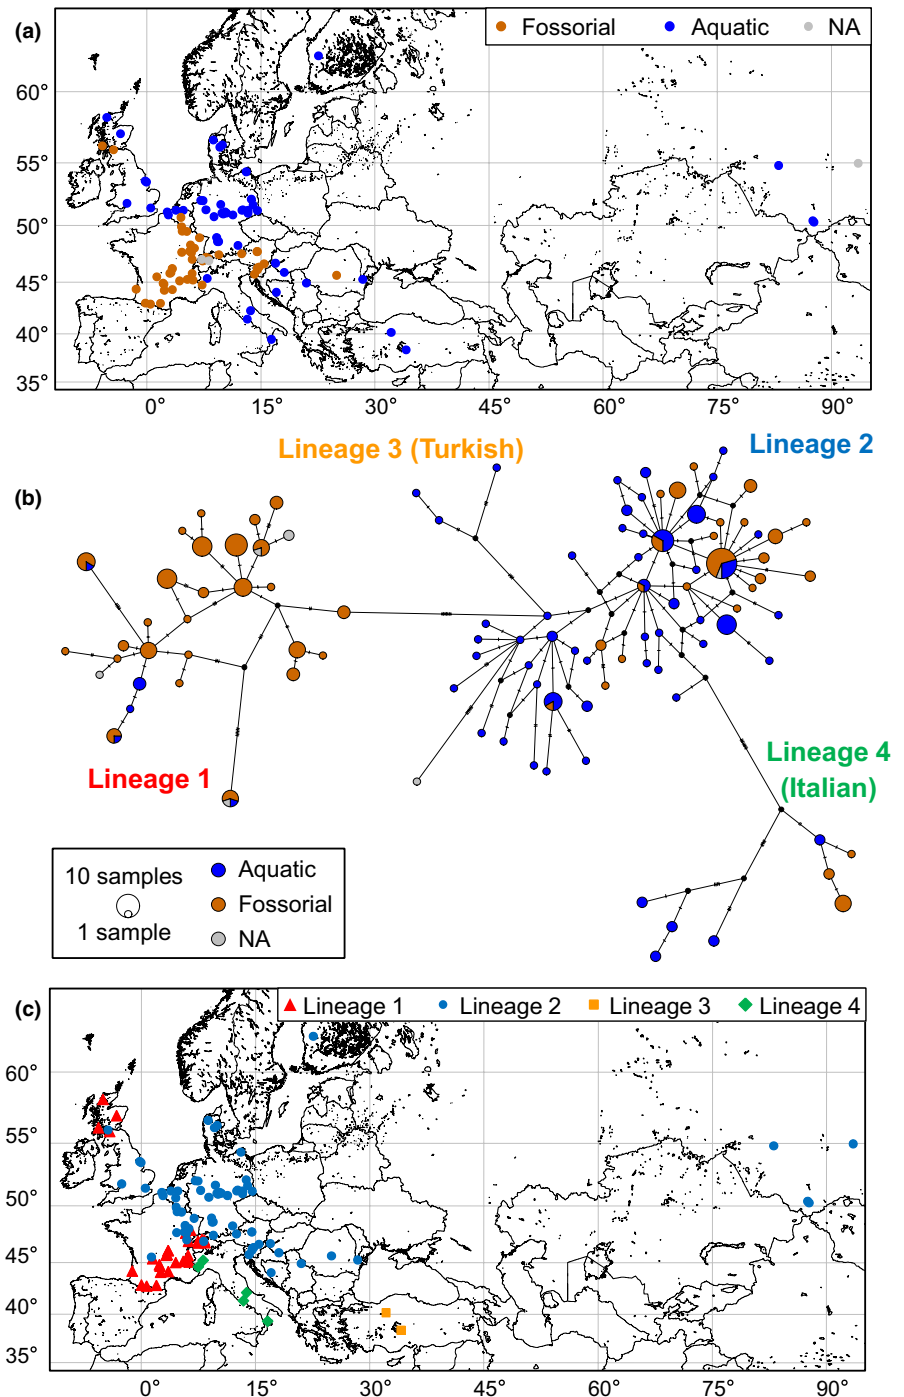 (a)
Fossorial Aquatic NA
60°
55°
50°
45°
40°
35°
0° 15° 30° 45° 60° 75° 90°
Lineage 3 (Turkish)
Lineage 2
(b)
Lineage 1
Lineage 4
(Italian)
10 samples
1 sample
Aquatic
Fossorial
NA
(c)
Lineage 1 Lineage 2 Lineage 3 Lineage 4
60°
55°
50°
45°
40°
35°
0° 15° 30° 45° 60° 75° 90°